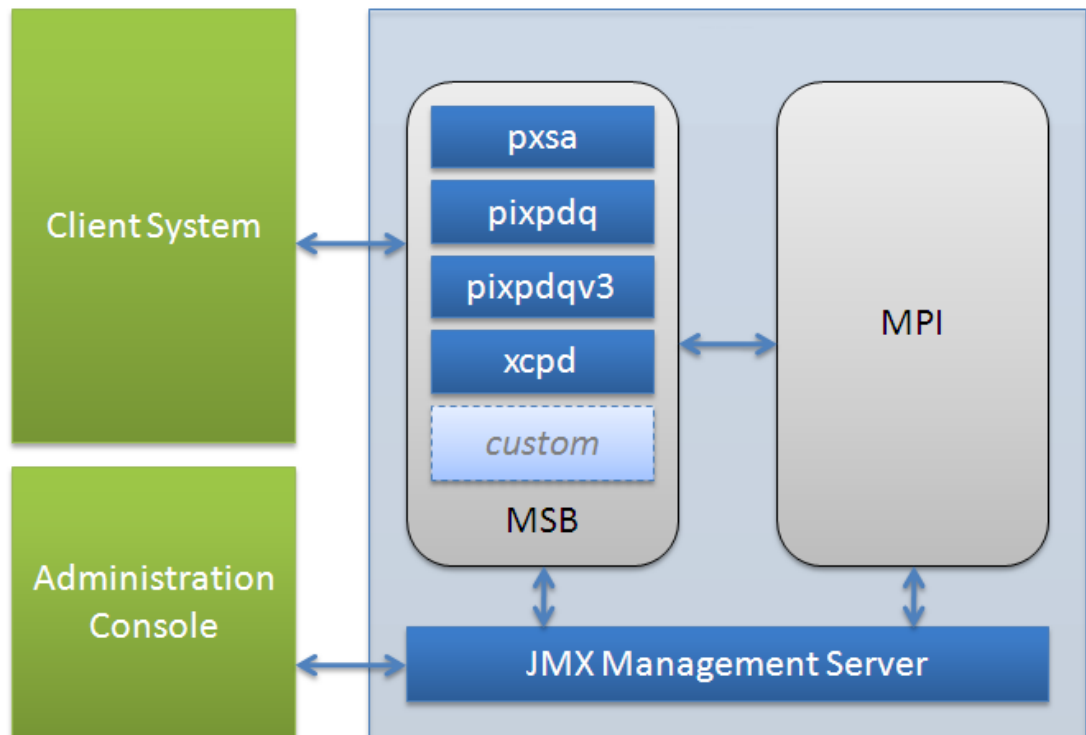 Client System
pxsa
pixpdq
pixpdqv3
xcpd
custom
MSB
MPI
Administration
Console
JMX Management Server